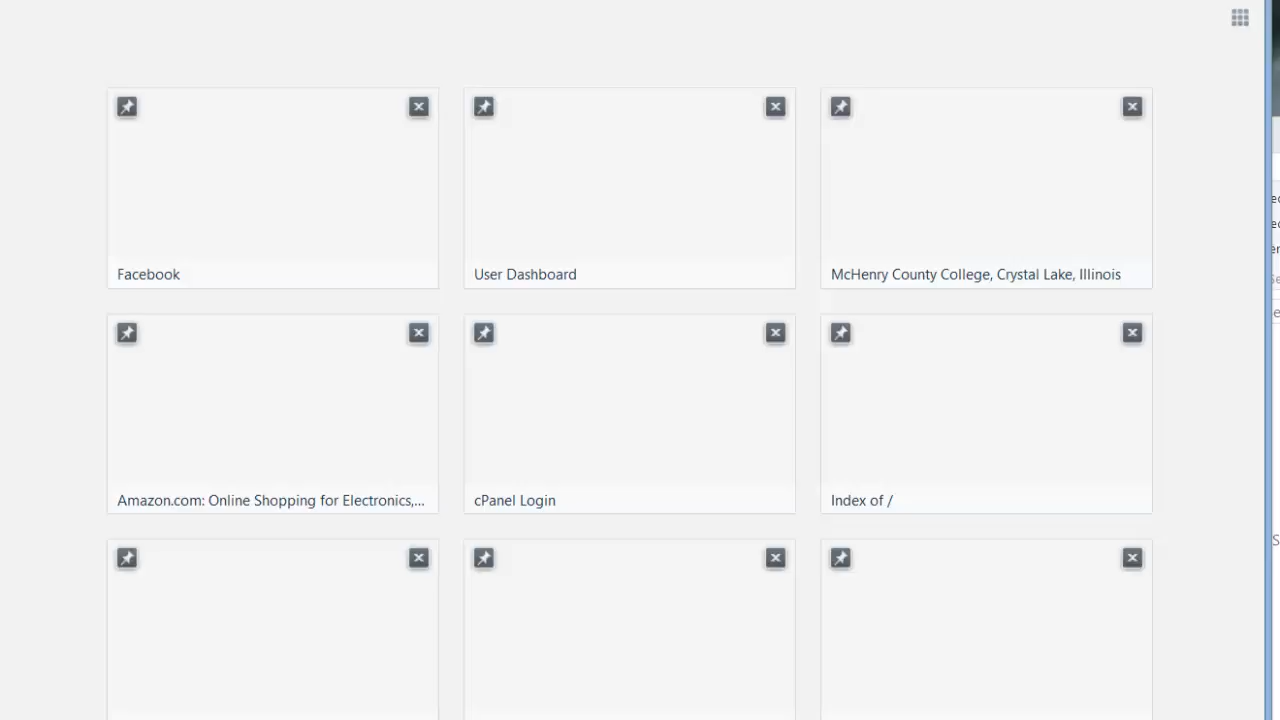 Facebook
User Dashboard
McHenry County College, Crystal Lake, Illinois
Amazon.com: Online Shopping for Electronics,...
cPanel Login
Index of /